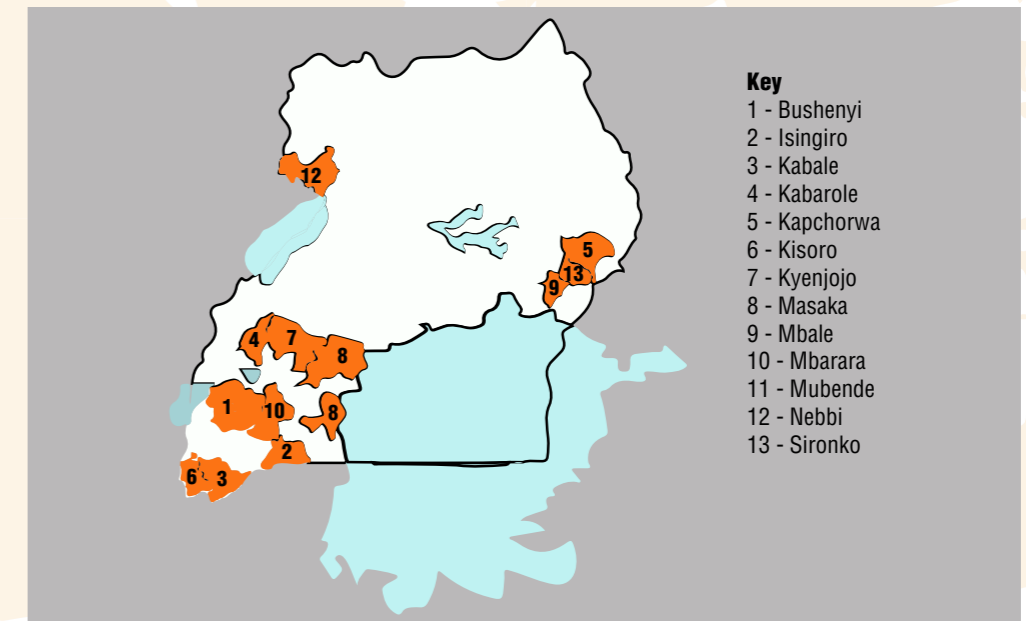 Key
1 - Bushenyi
2 - Isingiro
3 - Kabale
4 - Kabarole
5 - Kapchorwa
6 - Kisoro
7 - Kyenjojo
8 - Masaka
9 - Mbale
10 - Mbarara
11 - Mubende
12 - Nebbi
13 - Sironko
12
5
13
9
4
7
8
1
10
8
2
6
3